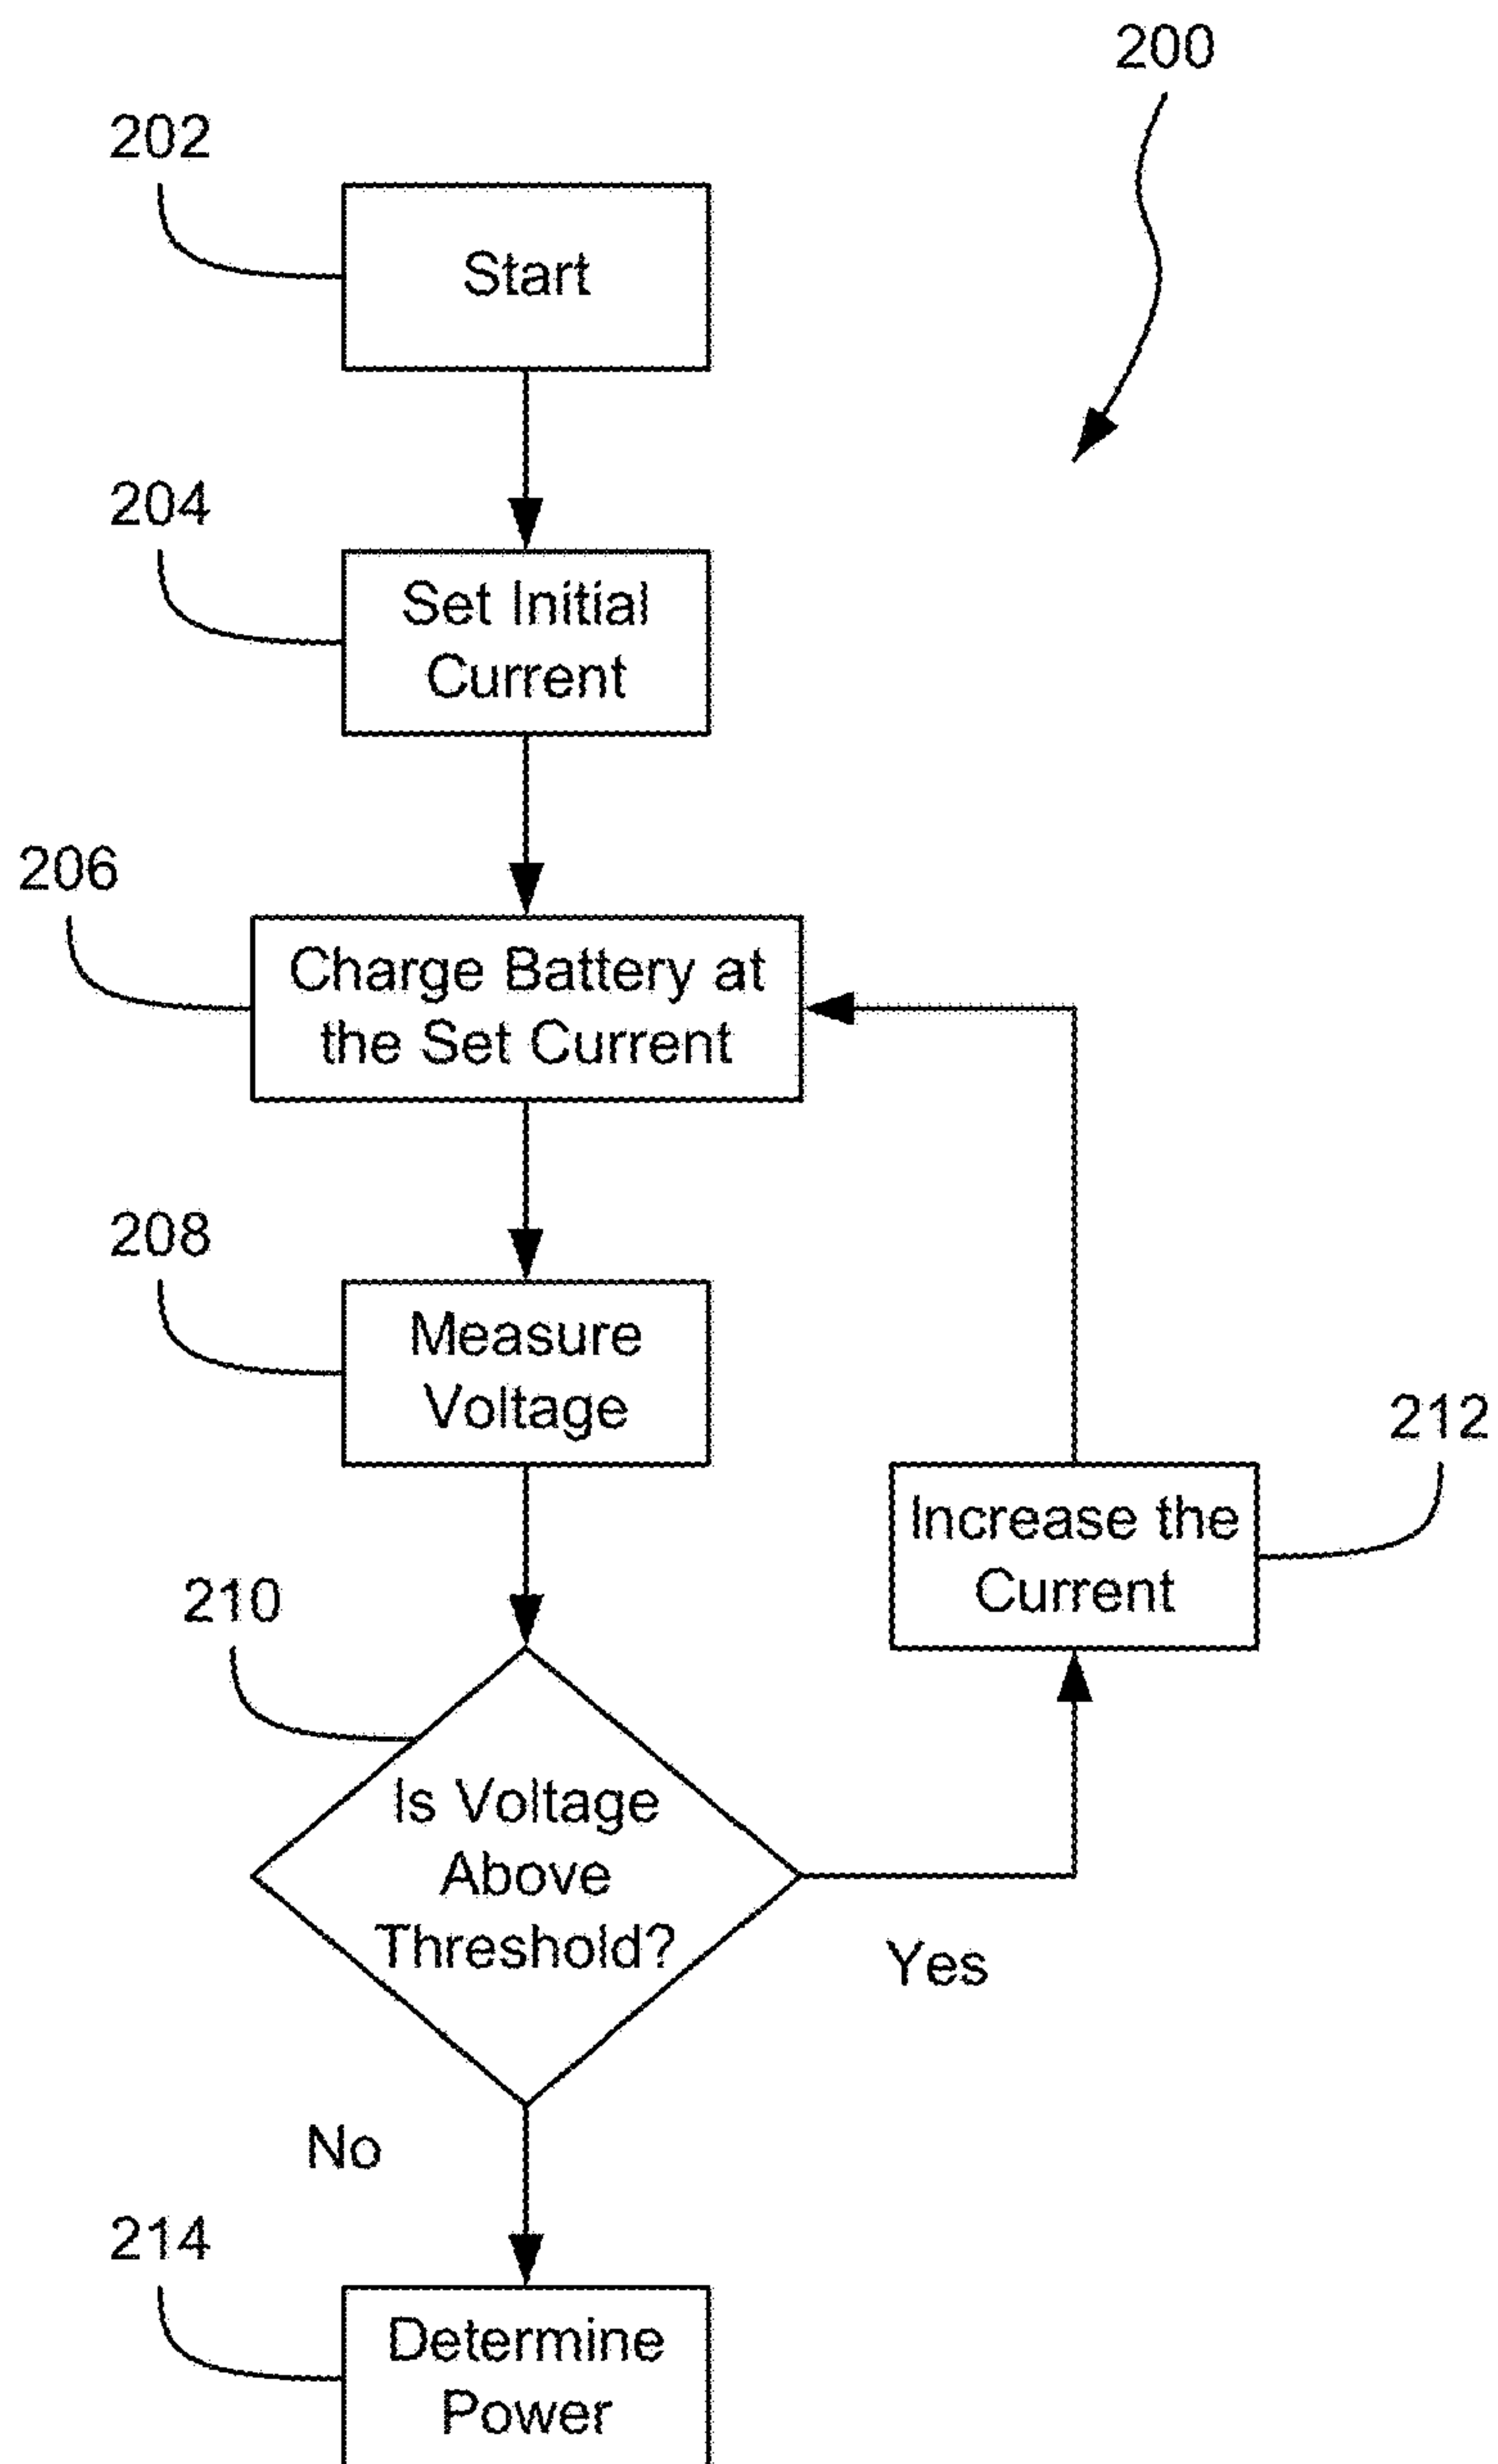 200
202
Start
204
Set Initial
Current
206
Charge Battery at
the Set Current
208
Measure
Voltage
212
Increase the
Current
210
Is Voltage
Above
Threshold?
Yes
No
214
Determine
Power